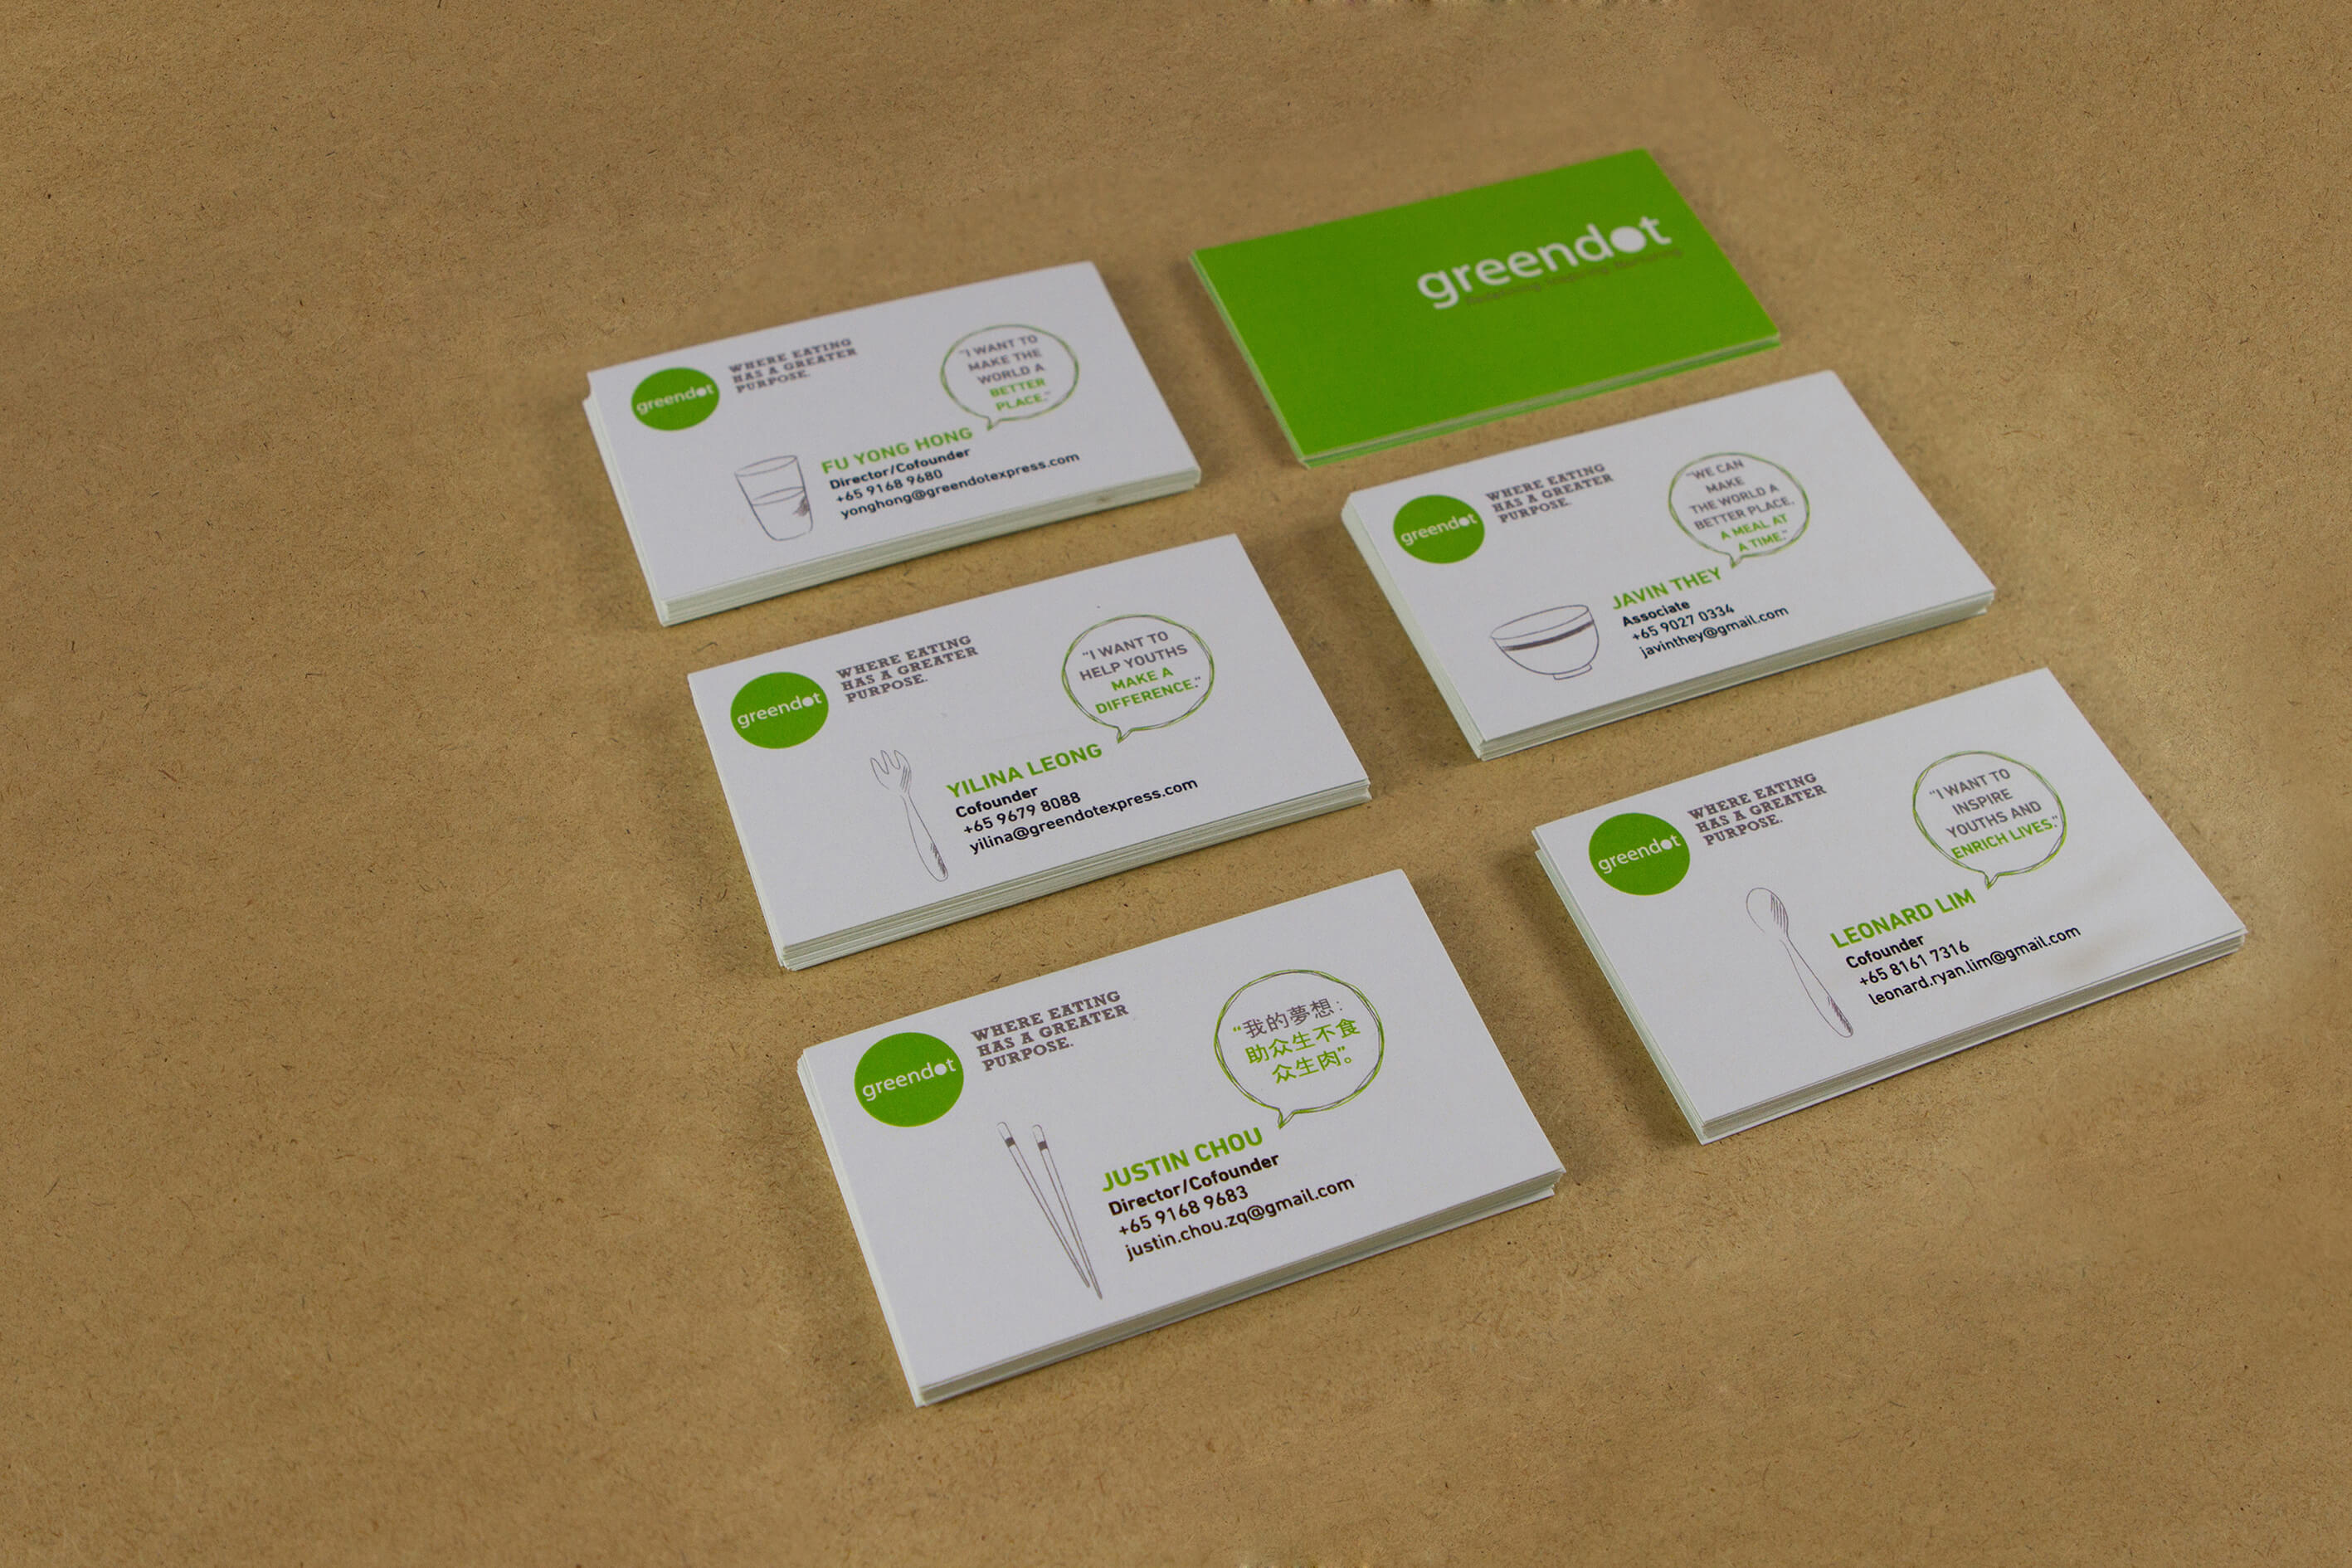 greendot
greendot
WHERE EATING
HAS A GREATER
PURPOSE.
"I WANT TO
MAKE THE
WORLD A
BETTER
PLACE."
FU YONG HONG
Director/Cofounder
+65 9168 9680
yonghong@greendotexpress.com
greendot
WHERE EATING
HAS A GREATER
PURPOSE.
"WE CAN
MAKE
THE WORLD A
BETTER PLACE,
A MEAL AT
A TIME."
JAVIN THEY
Associate
+65 9027 0334
javinthey@gmail.com
greendot
WHERE EATING
HAS A GREATER
PURPOSE.
"I WANT TO
HELP YOUTHS
MAKE A
DIFFERENCE."
YILINA LEONG
Cofounder
+65 9679 8088
yilina@greendotexpress.com
greendot
WHERE EATING
HAS A GREATER
PURPOSE.
"I WANT TO
INSPIRE
YOUTHS AND
ENRICH LIVES."
LEONARD LIM
Cofounder
+65 8161 7316
leonard.ryan.lim@gmail.com
greendot
WHERE EATING
HAS A GREATER
PURPOSE.
我的夢想：
“助众生不食
众生肉”。
JUSTIN CHOU
Director/Cofounder
+65 9168 9683
justin.chou.zq@gmail.com